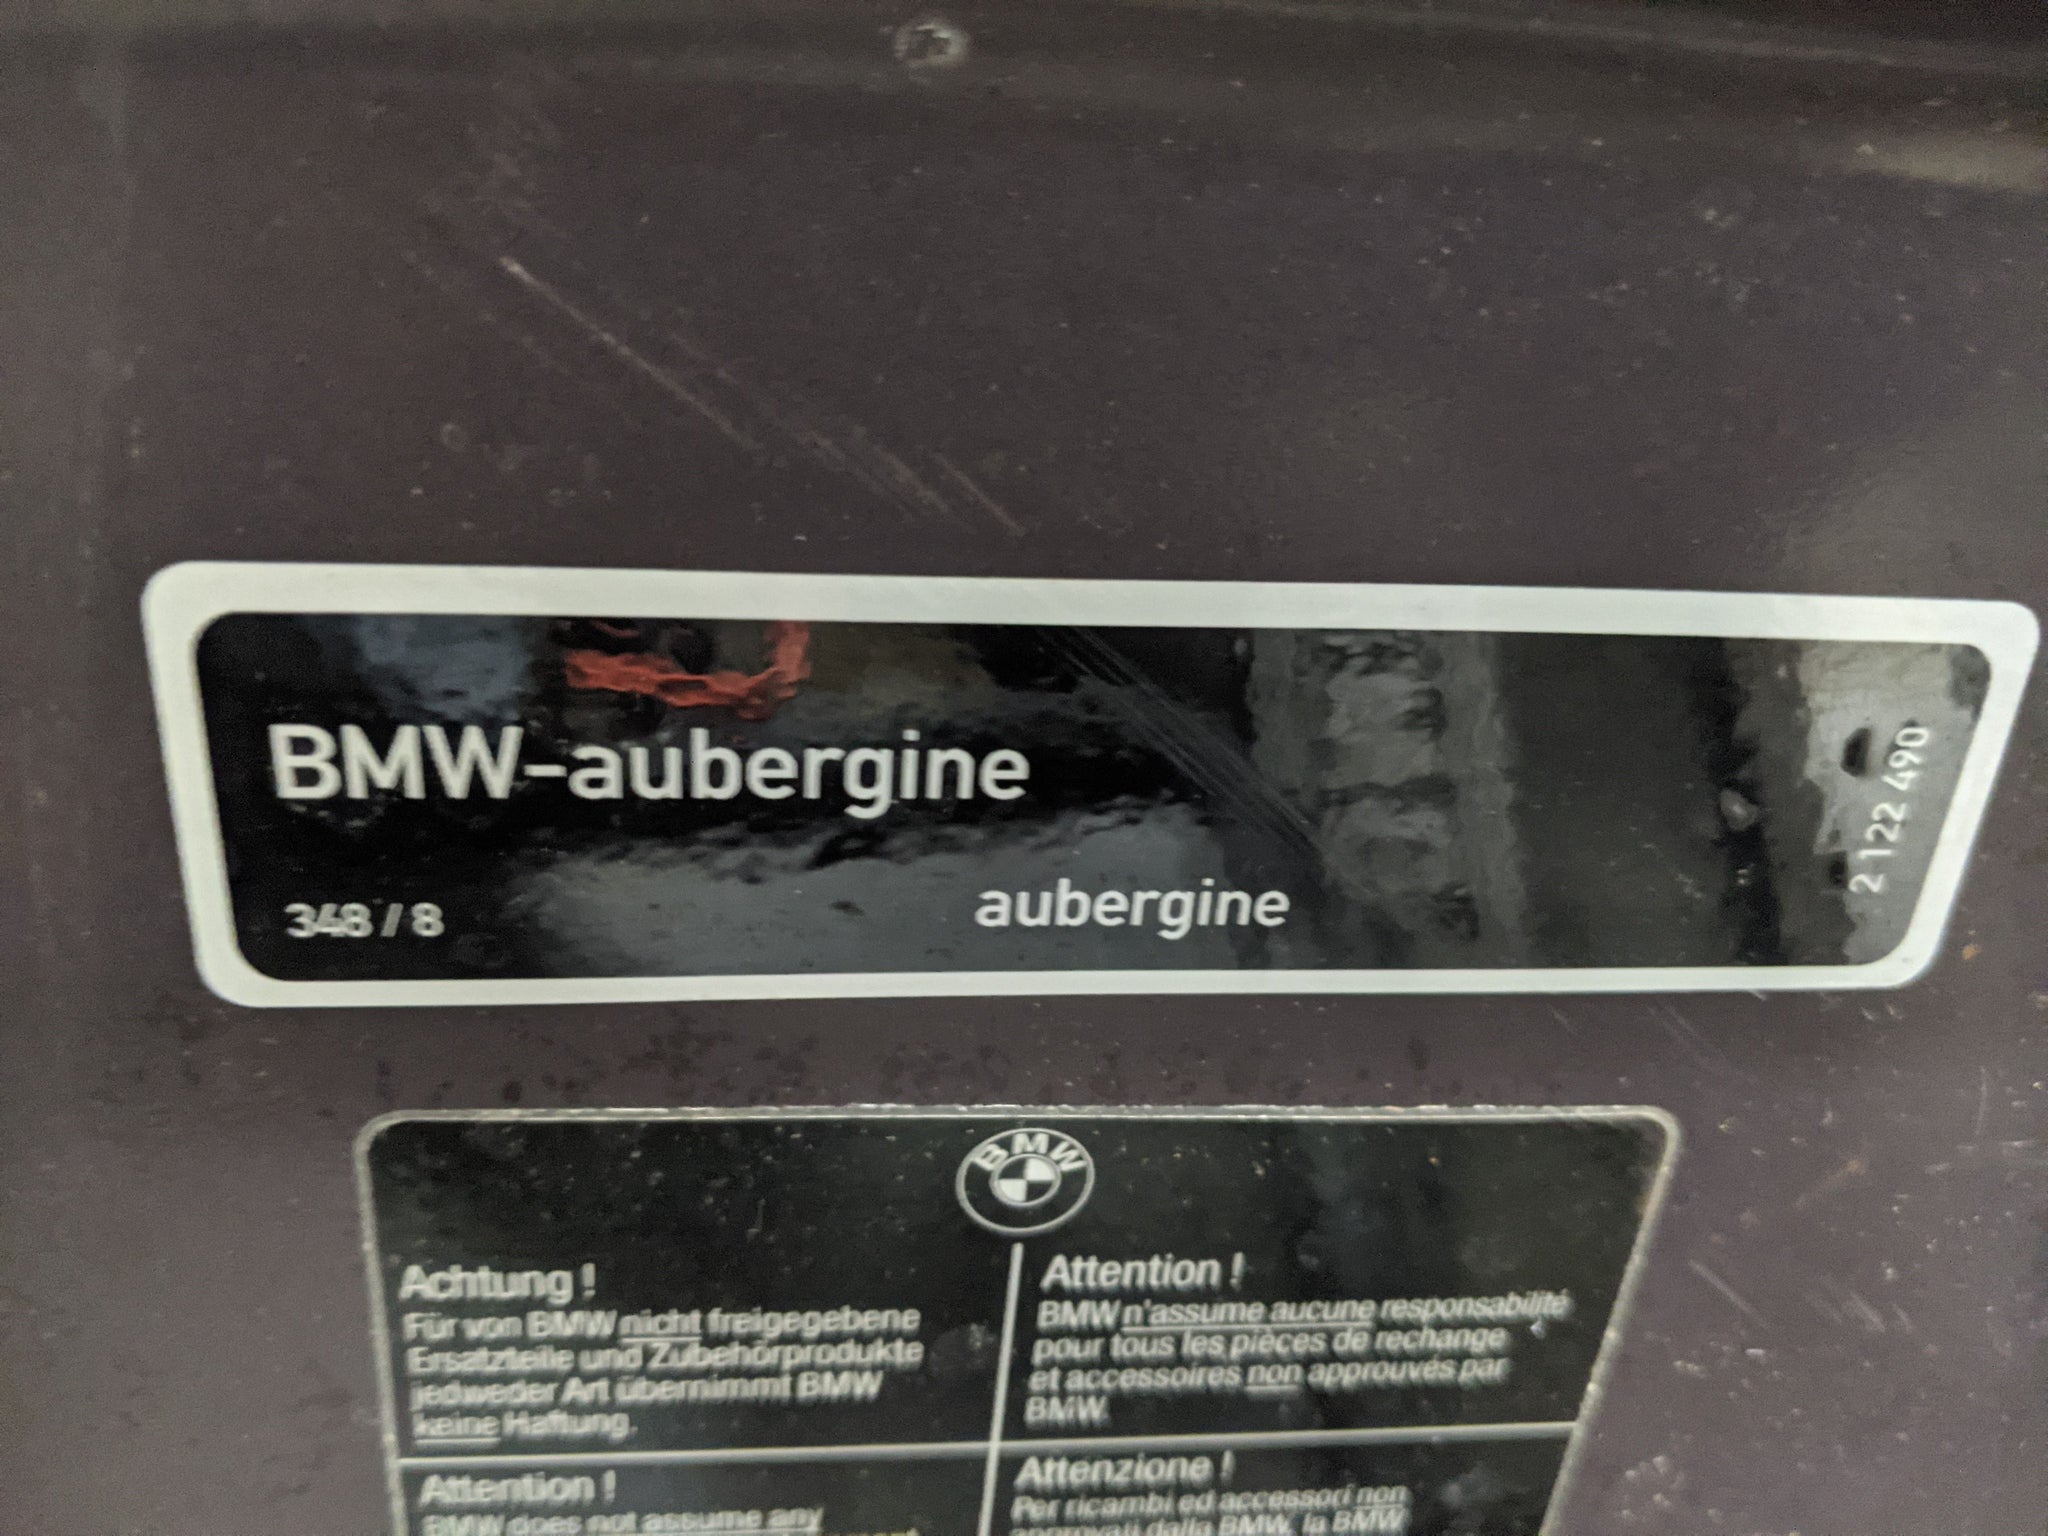 BMW-aubergine
348 / 8
aubergine
2 122 490
BMW
Achtung !
Für von BMW nicht freigegebene
Ersatzteile und Zubehörprodukte
jedweder Art übernimmt BMW
keine Haftung.
Attention !
BMW n'assume aucune responsabilité
pour tous les pièces de rechange
et accessoires non approuvés par
BMW.
Attention !
BMW does not assume any
Attenzione !
Per ricambi ed accessori non
approvati dalla BMW, la BMW